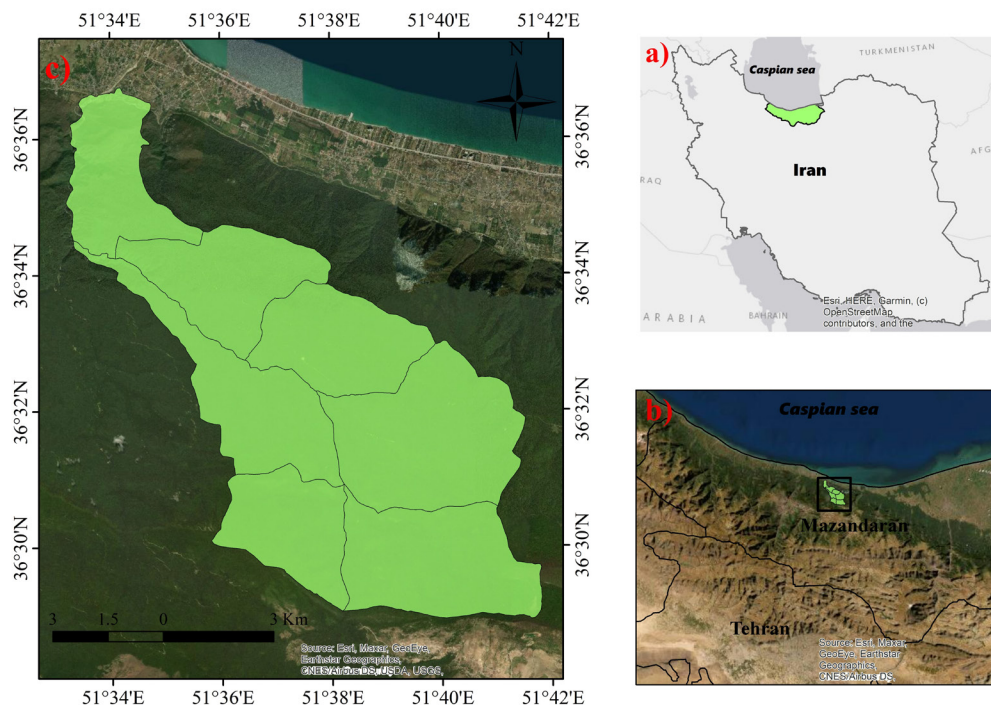 51°34'E 51°36'E 51°38'E 51°40'E 51°42'E
c)
N
36°36'N
36°34'N
36°32'N
36°30'N
36°36'N
36°34'N
36°32'N
36°30'N
3 1.5 0 3 Km
Source: Esri, Maxar, GeoEye,
Earthstar Geographics,
CNES/Airbus DS, USDA, USGS,
51°34'E 51°36'E 51°38'E 51°40'E 51°42'E
a)
Caspian sea
TURKMENISTAN
AFG
Iran
RAQ
ARABIA
BAHRAIN
Esri, HERE, Garmin, (c)
OpenStreetMap
contributors, and the
b)
Caspian sea
Mazandaran
Tehran
Source: Esri, Maxar,
GeoEye, Earthstar
Geographics,
CNES/Airbus DS,